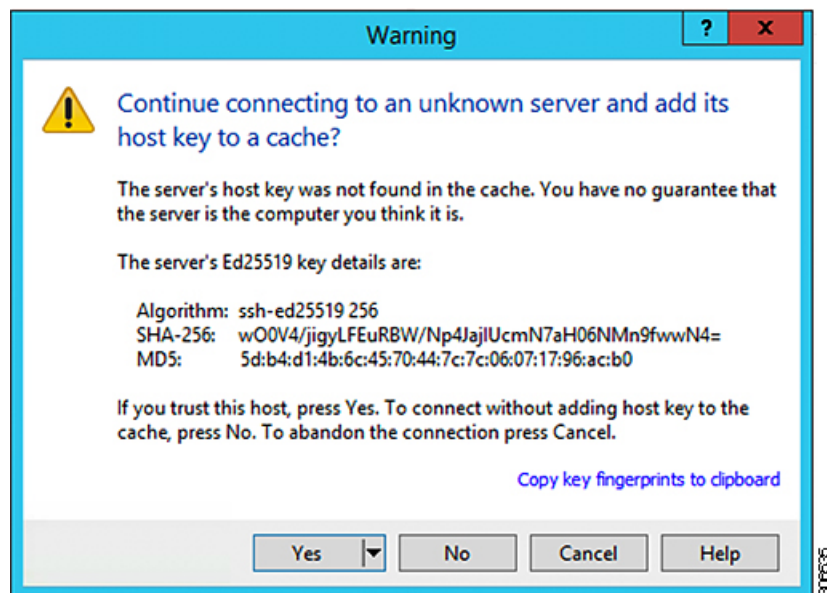 Warning
?
x
Continue connecting to an unknown server and add its
host key to a cache?
The server's host key was not found in the cache. You have no guarantee that
the server is the computer you think it is.
The server's Ed25519 key details are:
Algorithm: ssh-ed25519 256
SHA-256: wO0V4/jigyLFEuRBW/Np4JajIUcmN7aH06NMn9fwwN4=
MD5: 5d:b4:d1:4b:6c:45:70:44:7c:7c:06:07:17:96:ac:b0
If you trust this host, press Yes. To connect without adding host key to the
cache, press No. To abandon the connection press Cancel.
Copy key fingerprints to clipboard
Yes
No
Cancel
Help